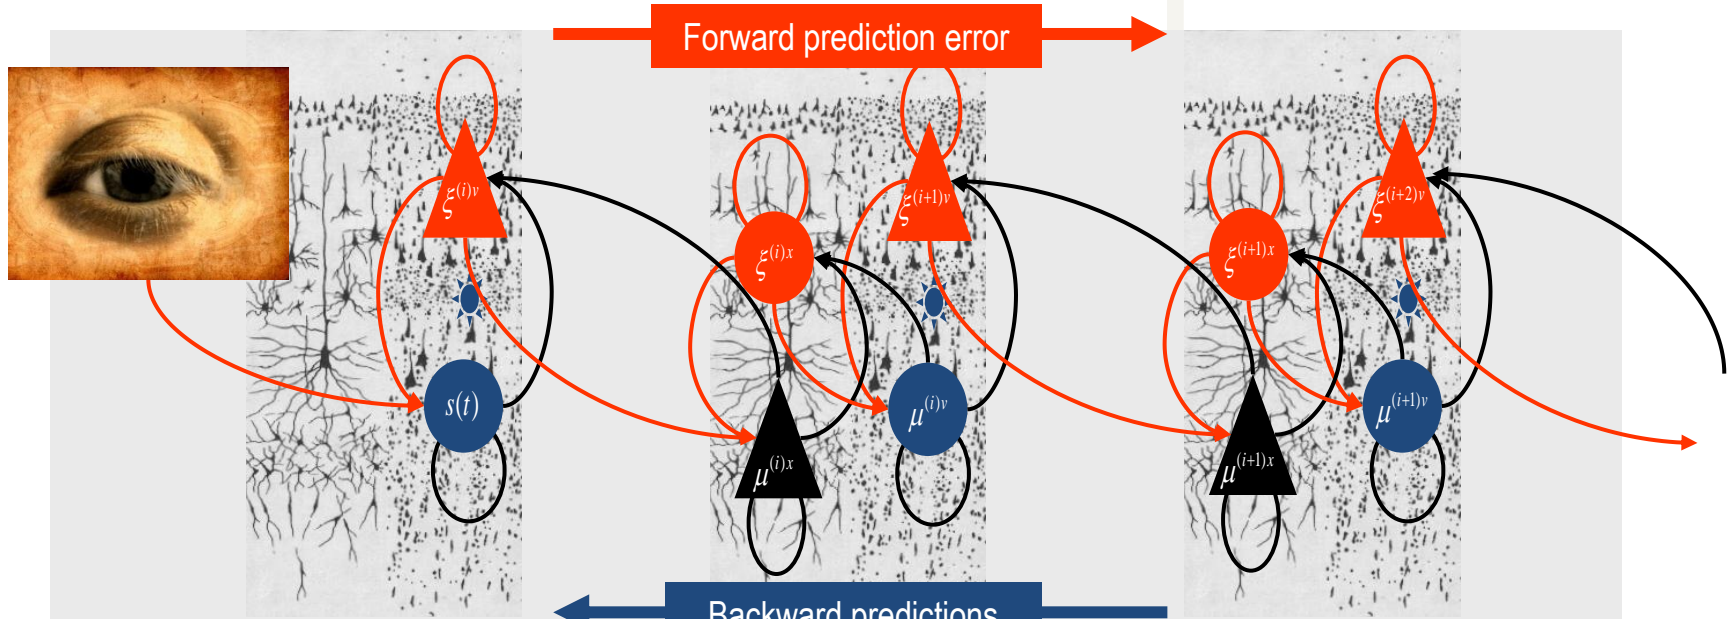 Forward prediction error
ξ(i)v
ξ(i)x
ξ(i+1)v
ξ(i+1)x
ξ(i+2)v
s(t)
μ(i)x
μ(i)v
μ(i+1)x
μ(i+1)v
Backward predictions